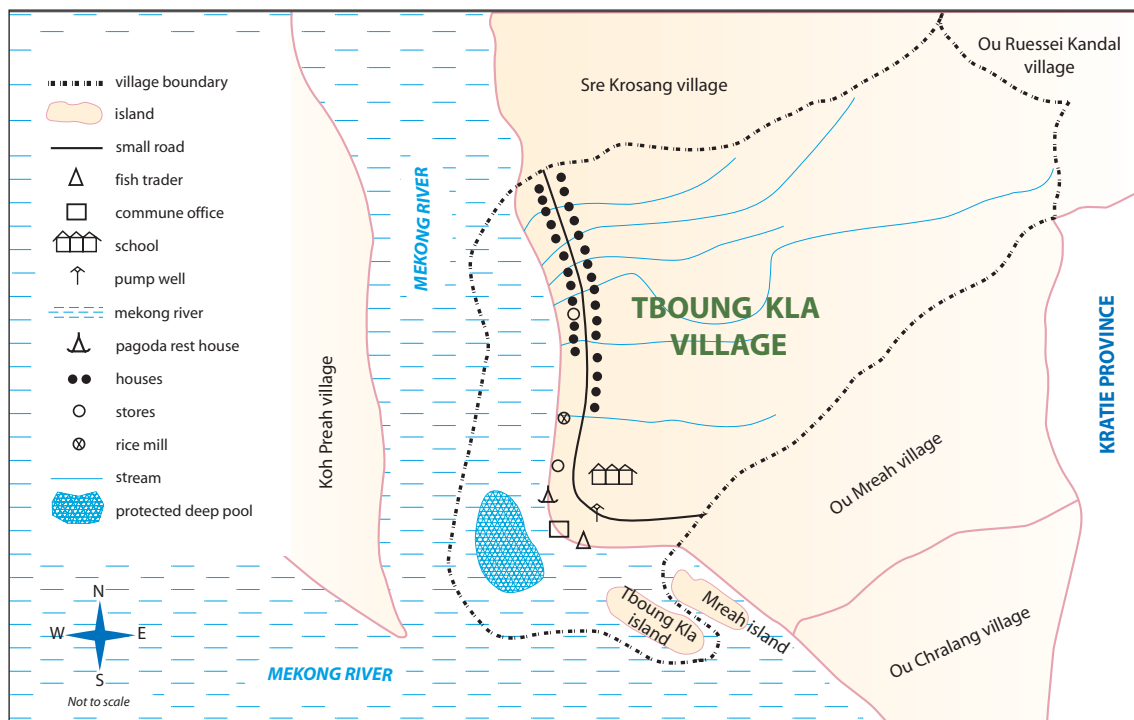 village boundary
island
small road
fish trader
commune office
school
pump well
mekong river
pagoda rest house
houses
stores
rice mill
stream
protected deep pool
N
W
E
S
Not to scale
Koh Preah village
MEKONG RIVER
MEKONG RIVER
Sre Krosang village
Ou Ruessei Kandal
village
TBOUNG KLA
VILLAGE
KRATIE PROVINCE
Ou Mreah village
Ou Chralang village
Tboung Kla
island
Mreah island